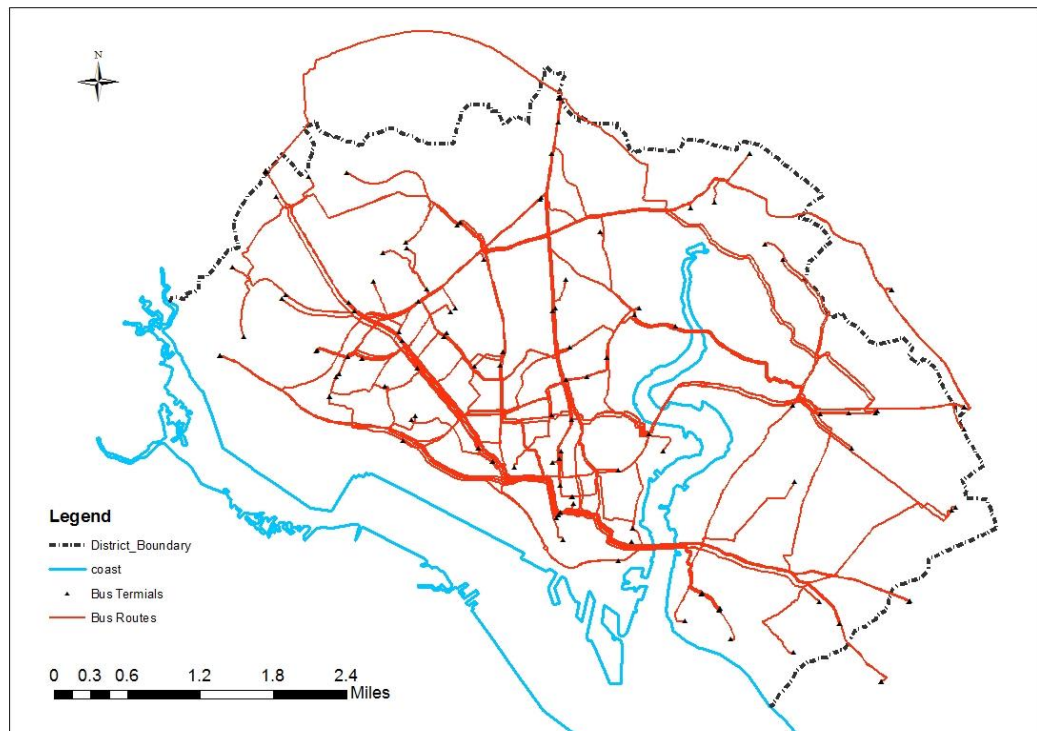 N
Legend
District_Boundary
coast
Bus Termials
Bus Routes
0 0.3 0.6 1.2 1.8 2.4
Miles